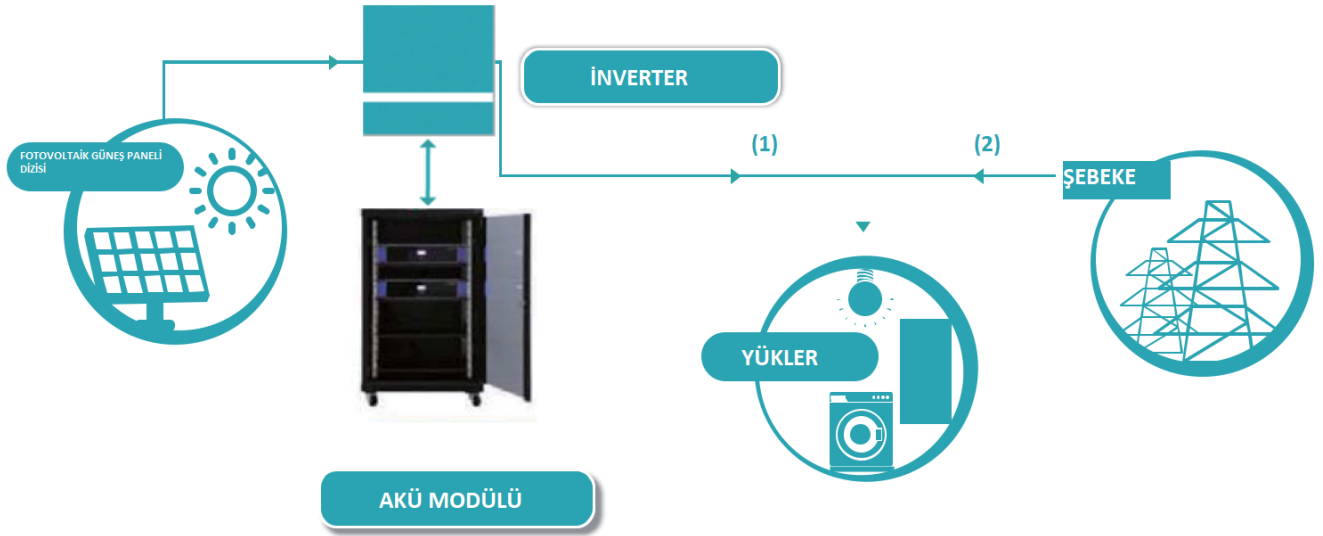 İNVERTER
(1)
(2)
FOTOVOLTAİK GÜNEŞ PANELİ
DİZİSİ
ŞEBEKE
YÜKLER
AKÜ MODÜLÜ